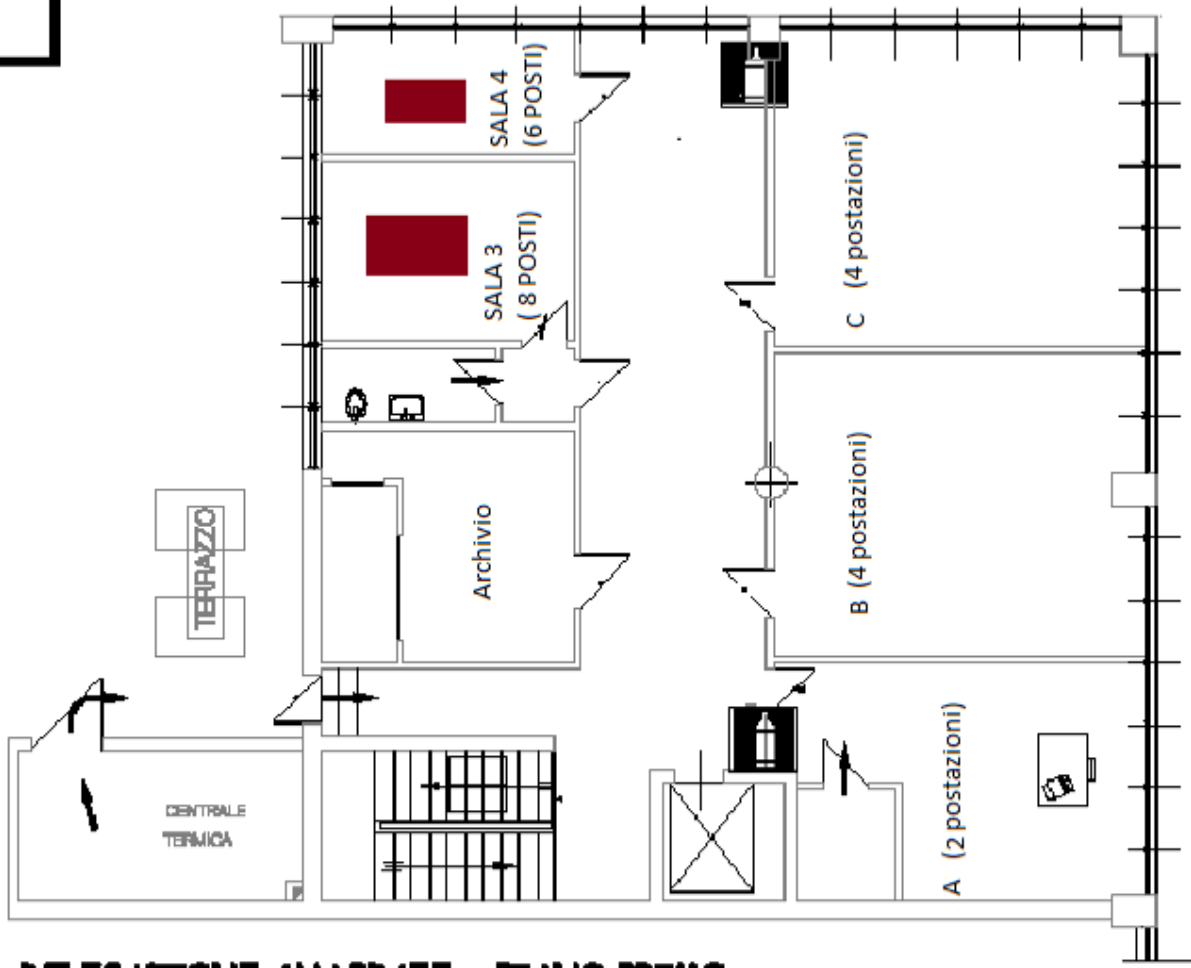 SALA 4
(6 POSTI)
SALA 3
( 8 POSTI)
C (4 postazioni)
B (4 postazioni)
Archivio
TERRAZZO
A (2 postazioni)
CENTRALE
TERMICA